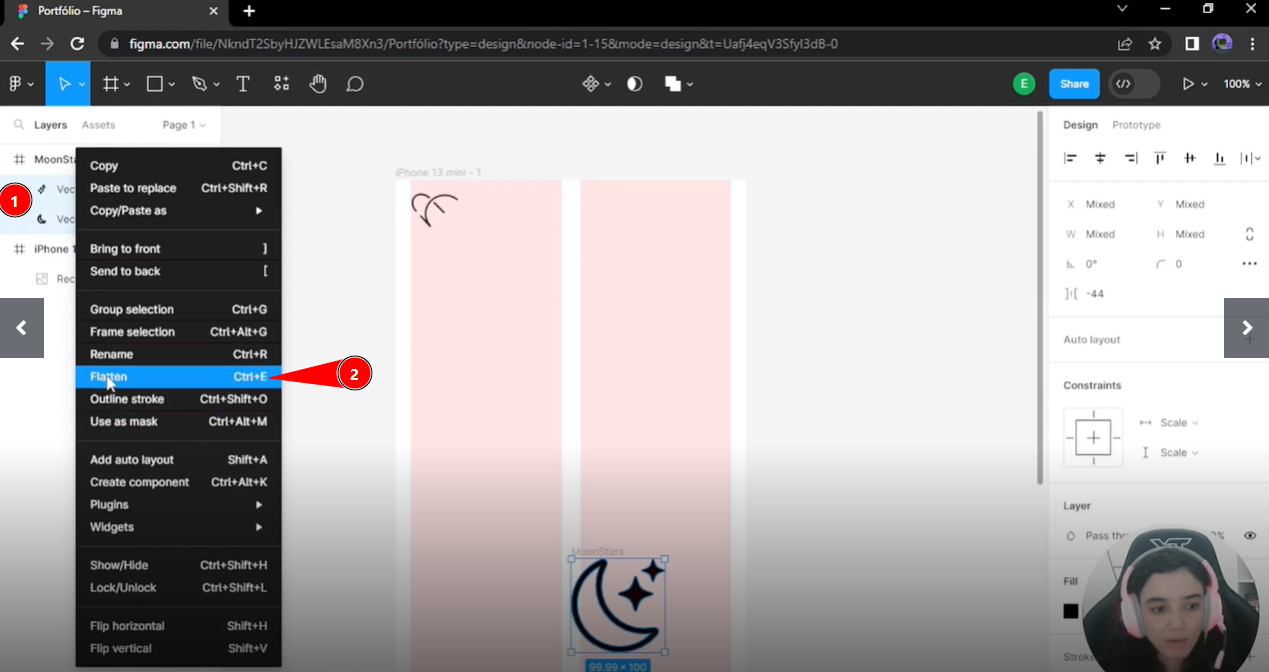 Portfólio – Figma
figma.com/file/NkndT2SbyHJZWLEsaM8Xn3/Portfólio?type=design&node-id=1-15&mode=design&t=Uafj4eqV3SfyI3dB-0
E
Share
100%
Layers
Assets
Page 1
Design
Prototype
MoonSta
Vec
Vec
iPhone 1
Rec
1
Copy Ctrl+C
Paste to replace Ctrl+Shift+R
Copy/Paste as
Bring to front ]
Send to back [
Group selection Ctrl+G
Frame selection Ctrl+Alt+G
Rename Ctrl+R
Flatten Ctrl+E
2
Outline stroke Ctrl+Shift+O
Use as mask Ctrl+Alt+M
Add auto layout Shift+A
Create component Ctrl+Alt+K
Plugins
Widgets
Show/Hide Ctrl+Shift+H
Lock/Unlock Ctrl+Shift+L
Flip horizontal Shift+H
Flip vertical Shift+V
iPhone 13 mini - 1
MoonStars
99.99 × 100
X Mixed Y Mixed
W Mixed H Mixed
0° 0
-44
Auto layout
Constraints
Scale
Scale
Layer
Pass thr %
Fill
Stroke